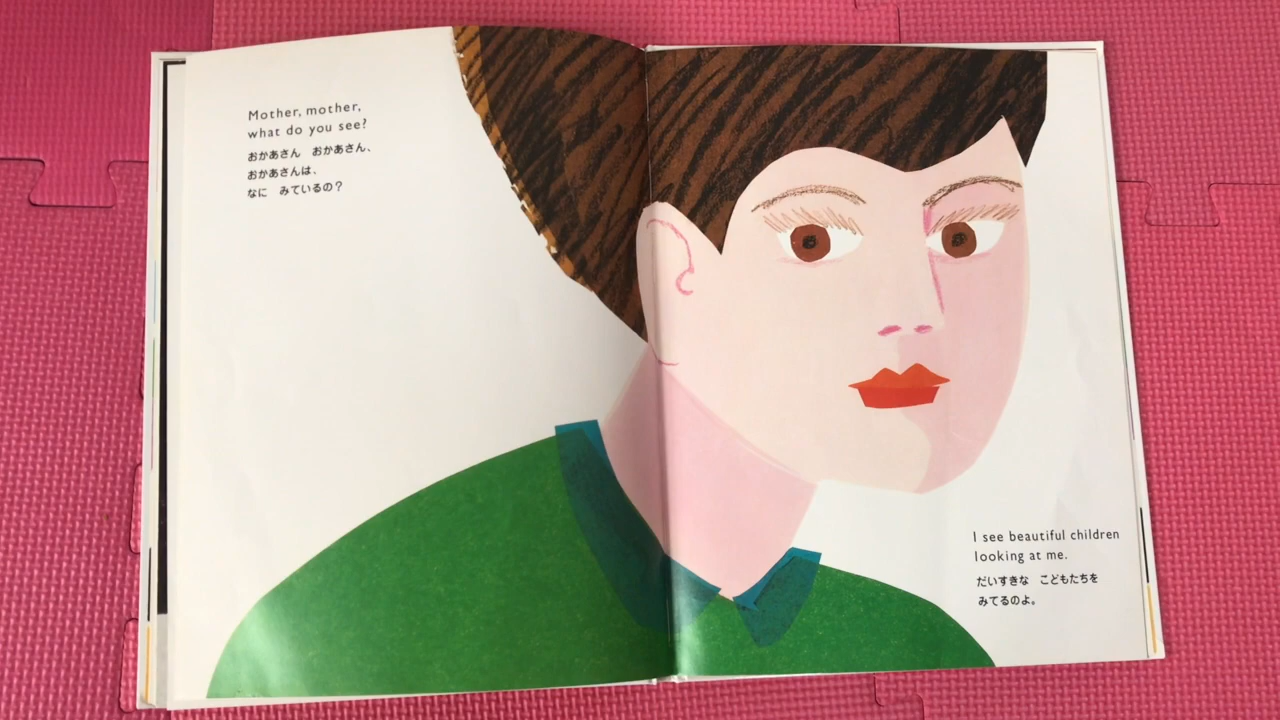 Mother, mother,
what do you see?
おかあさん　おかあさん、
おかあさんは、
なに　みているの？
I see beautiful children
looking at me.
だいすきな　こどもたちを
みてるのよ。